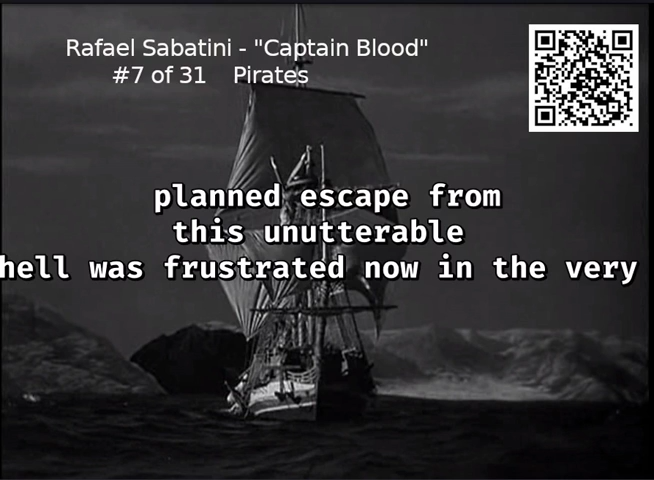 Rafael Sabatini - "Captain Blood"
#7 of 31    Pirates
planned escape from
this unutterable
hell was frustrated now in the very